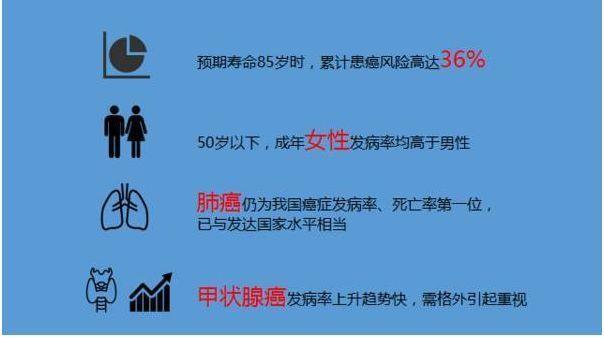 预期寿命85岁时，累计患癌风险高达36%
50岁以下，成年女性发病率均高于男性
肺癌仍为我国癌症发病率、死亡率第一位，
已与发达国家水平相当
甲状腺癌发病率上升趋势快，需格外引起重视